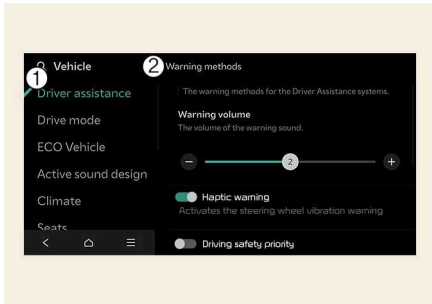 Vehicle
1
2
Warning methods
Driver assistance
The warning methods for the Driver Assistance systems.
Drive mode
Warning volume
The volume of the warning sound.
ECO Vehicle
2
Active sound design
Haptic warning
Activates the steering wheel vibration warning
Climate
Seats
Driving safety priority